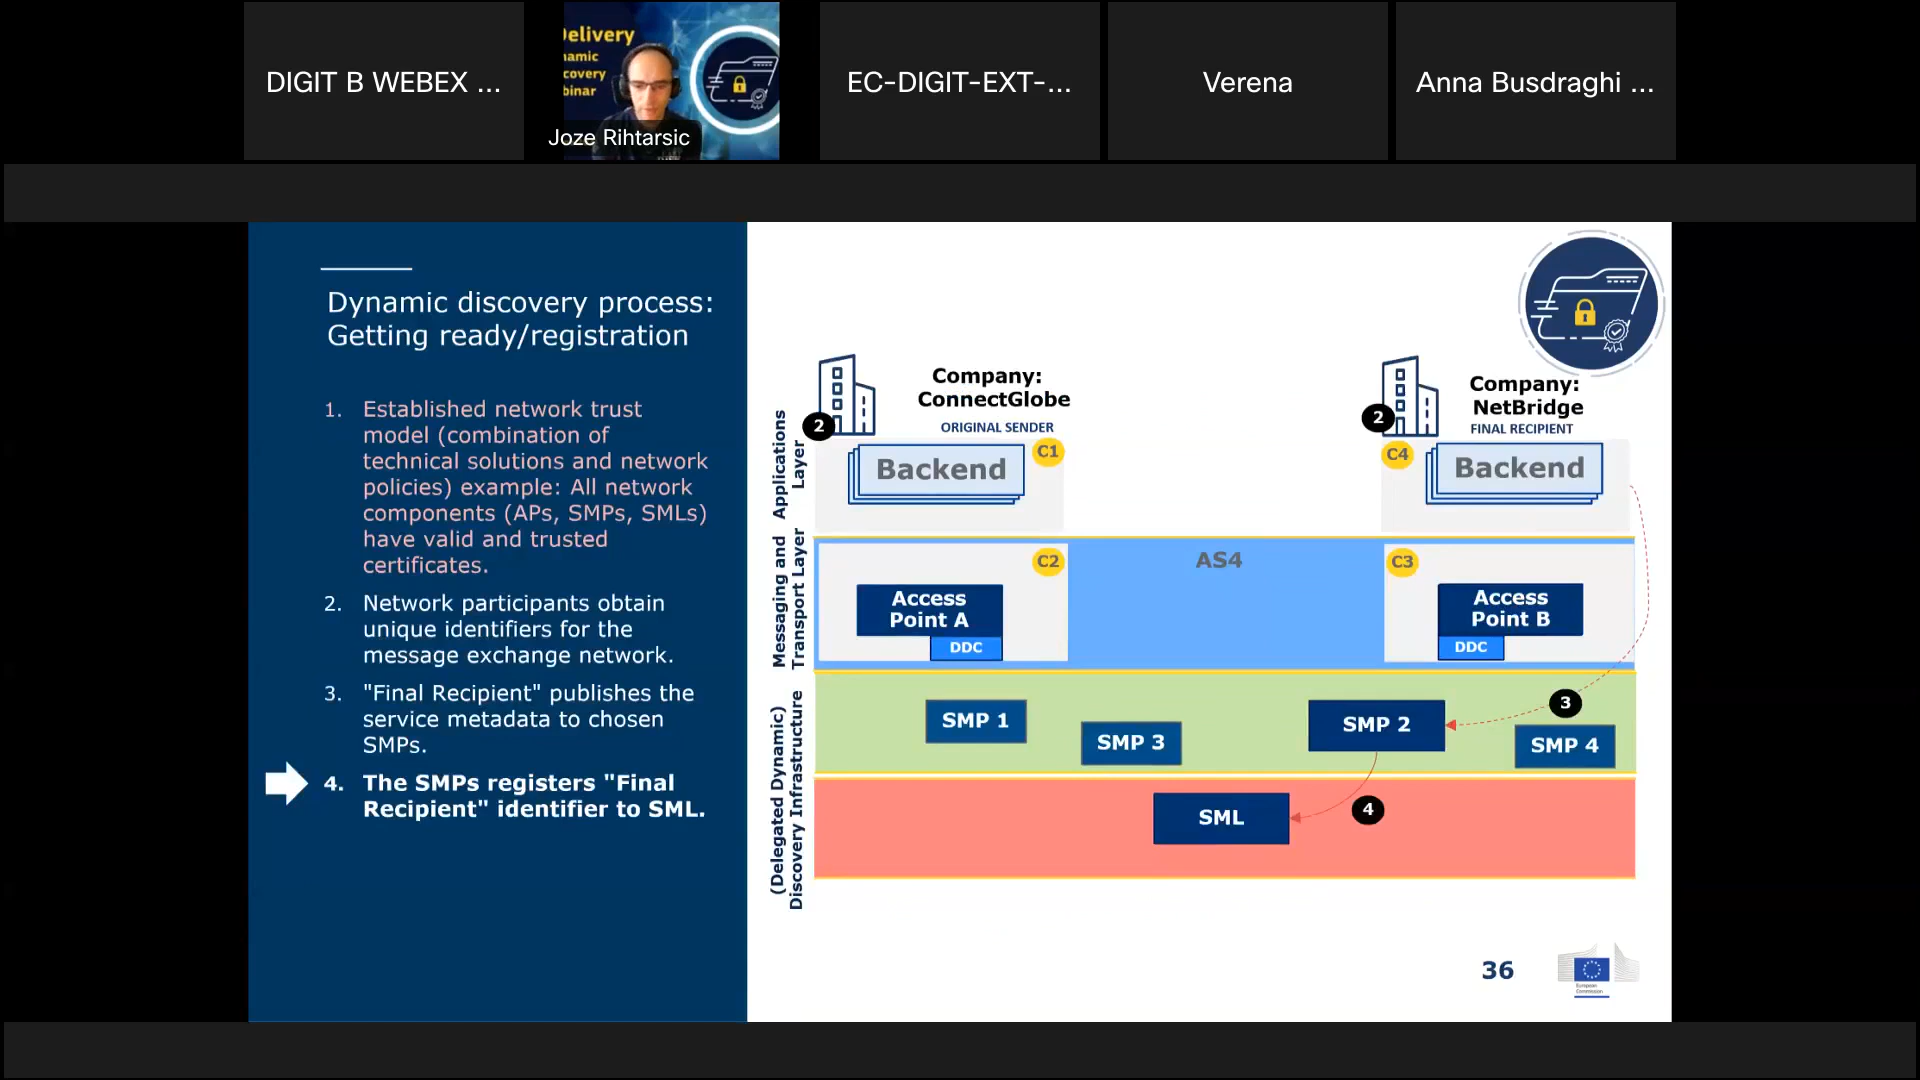 DIGIT B WEBEX ...
Delivery
namic
covery
binar
Joze Rihtarsic
EC-DIGIT-EXT-...
Verena
Anna Busdraghi ...
Dynamic discovery process:
Getting ready/registration
1. Established network trust
model (combination of
technical solutions and network
policies) example: All network
components (APs, SMPs, SMLs)
have valid and trusted
certificates.
2. Network participants obtain
unique identifiers for the
message exchange network.
3. "Final Recipient" publishes the
service metadata to chosen
SMPs.
4. The SMPs registers "Final
Recipient" identifier to SML.
Company:
ConnectGlobe
ORIGINAL SENDER
2
Company:
NetBridge
FINAL RECIPIENT
2
Applications
Layer
Backend
C1
C4
Backend
Messaging and
Transport Layer
C2
Access
Point A
DDC
AS4
C3
Access
Point B
DDC
(Delegated Dynamic)
Discovery Infrastructure
SMP 1
SMP 3
SMP 2
3
SMP 4
SML
4
36
European
Commission